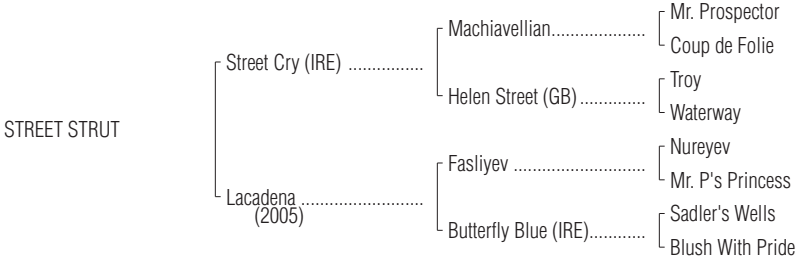 Mr. Prospector
Machiavellian....................
Coup de Folie
Street Cry (IRE) ................
Troy
Helen Street (GB)..............
Waterway
STREET STRUT
Nureyev
Fasliyev ............................
Mr. P's Princess
Lacadena ..........................
(2005)
Sadler's Wells
Butterfly Blue (IRE)............
Blush With Pride